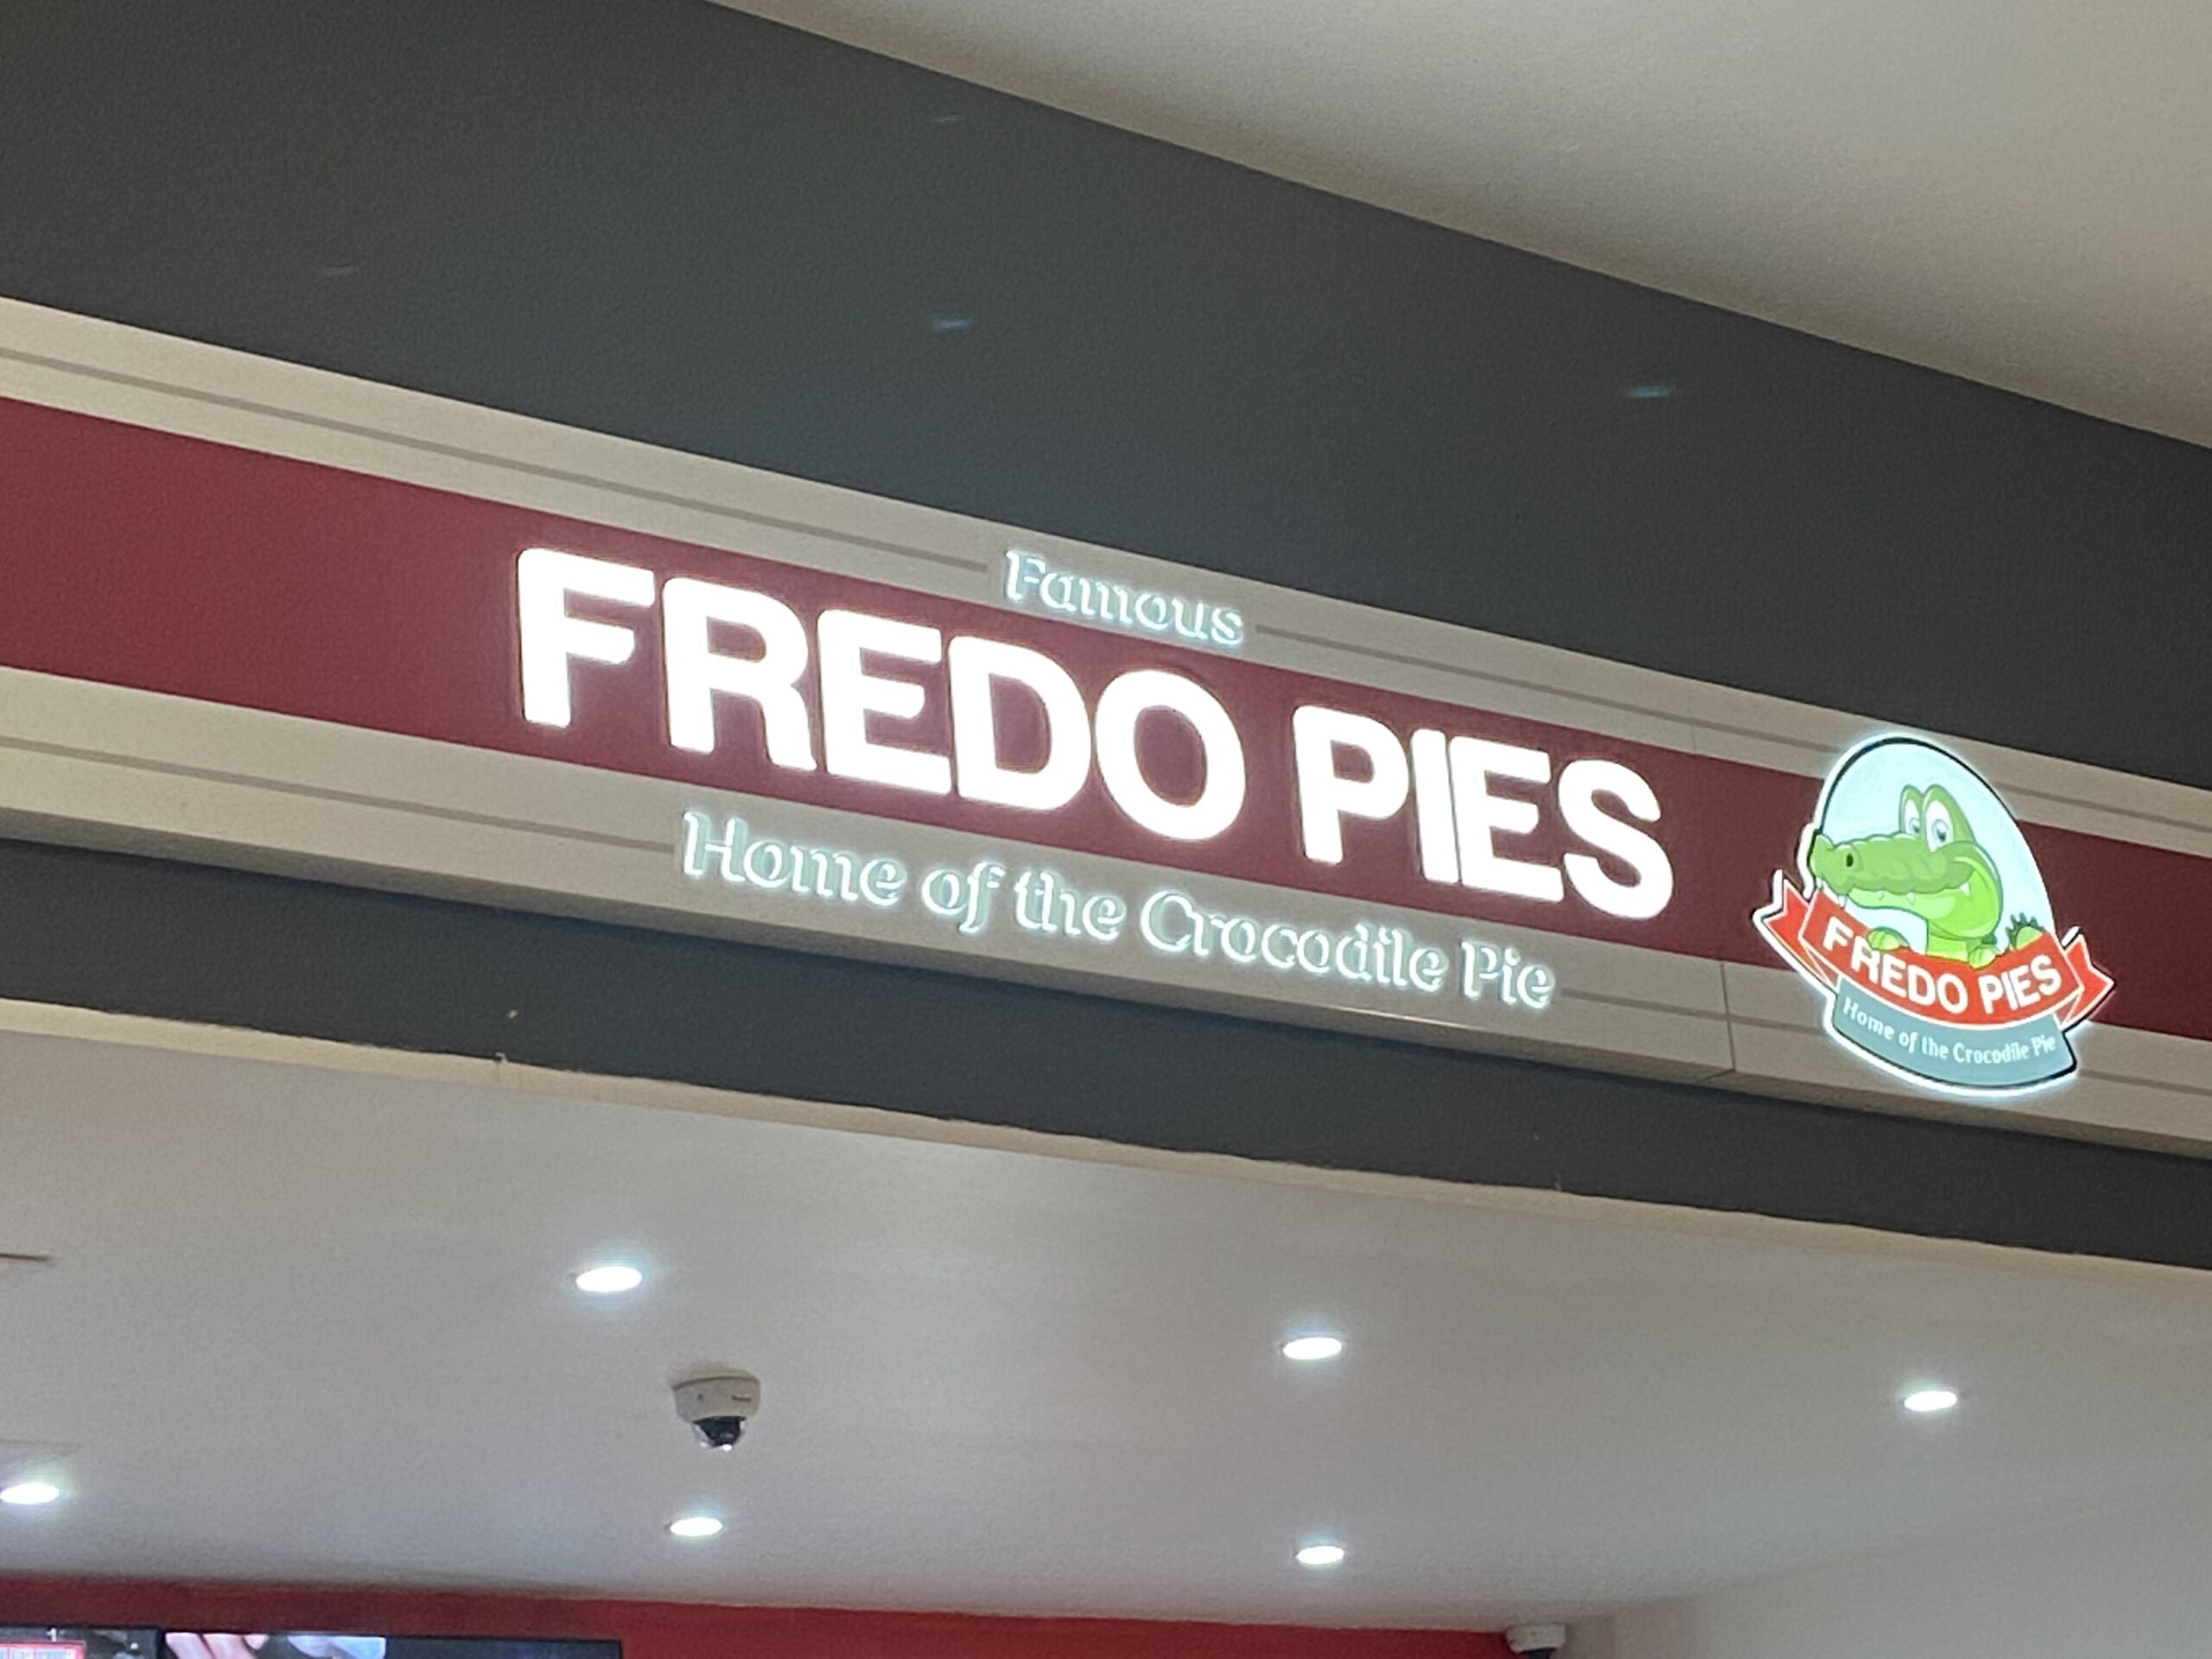 Famous
FREDO PIES
Home of the Crocodile Pie
FREDO PIES
Home of the Crocodile Pie